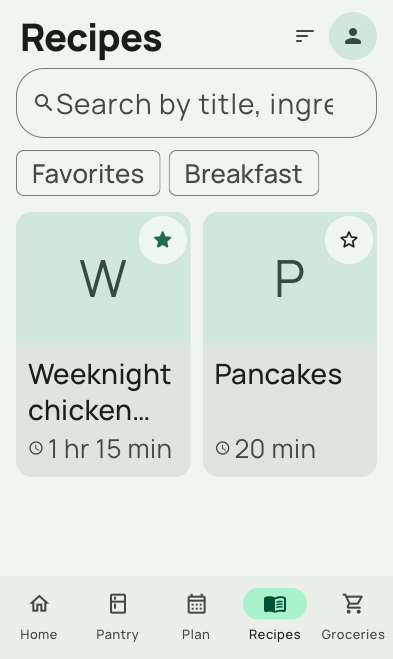 Recipes
Search by title, ingre
Favorites
Breakfast
W
P
Weeknight
chicken…
Pancakes
1 hr 15 min
20 min
Home
Pantry
Plan
Recipes
Groceries